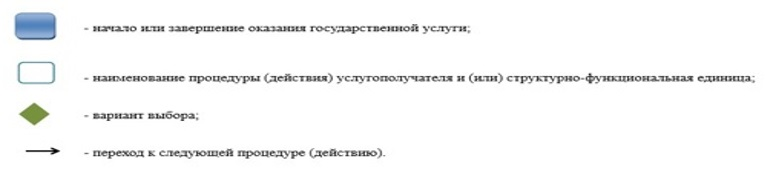 - начало или завершение оказания государственной услуги;
- наименование процедуры (действия) услугополучателя и (или) структурно-функциональная единица;
- вариант выбора;
- переход к следующей процедуре (действию).